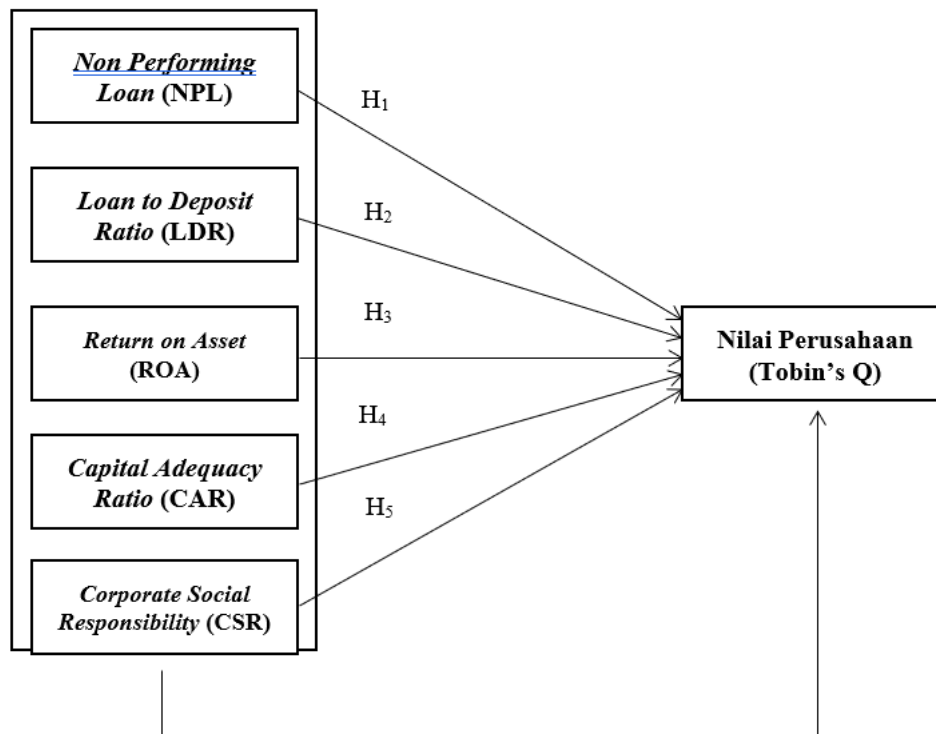 Non Performing
Loan (NPL)
H1
Loan to Deposit
Ratio (LDR)
H2
H3
Return on Asset
(ROA)
Nilai Perusahaan
(Tobin's Q)
H4
Capital Adequacy
Ratio (CAR)
H5
Corporate Social
Responsibility (CSR)